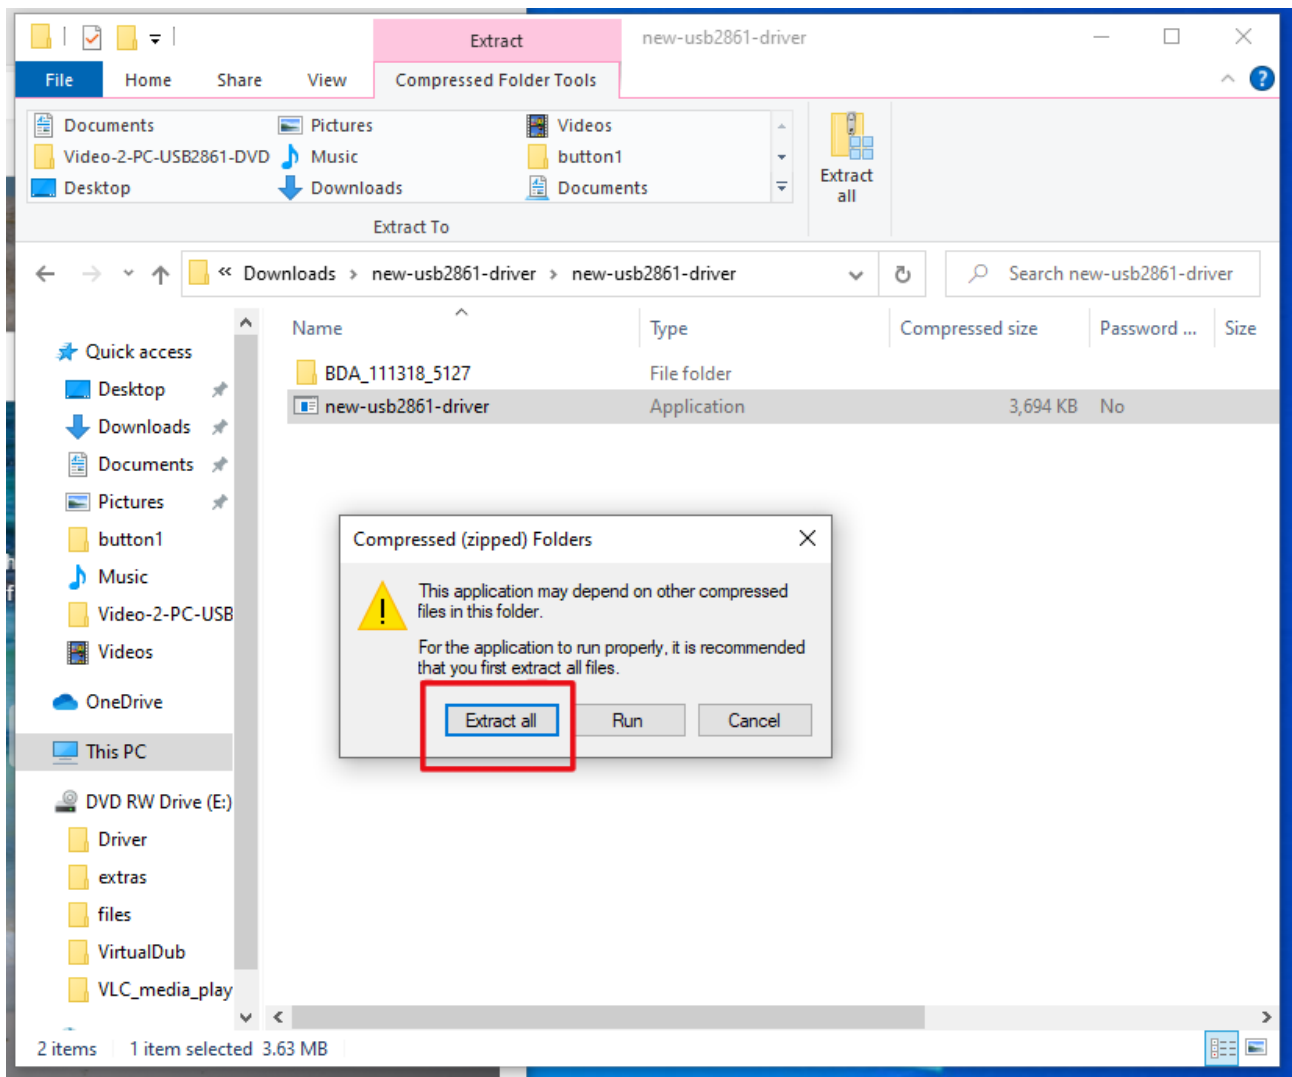 Extract
new-usb2861-driver
File
Home
Share
View
Compressed Folder Tools
?
Documents
Pictures
Videos
Video-2-PC-USB2861-DVD
Music
button1
Desktop
Downloads
Documents
Extract
all
Extract To
« Downloads > new-usb2861-driver > new-usb2861-driver
Search new-usb2861-driver
Name
Type
Compressed size
Password ...
Size
Quick access
Desktop
Downloads
Documents
Pictures
button1
Music
Video-2-PC-USB
Videos
OneDrive
This PC
DVD RW Drive (E:)
Driver
extras
files
VirtualDub
VLC_media_play
BDA_111318_5127
File folder
new-usb2861-driver
Application
3,694 KB
No
Compressed (zipped) Folders
This application may depend on other compressed
files in this folder.
For the application to run properly, it is recommended
that you first extract all files.
Extract all
Run
Cancel
2 items
1 item selected 3.63 MB